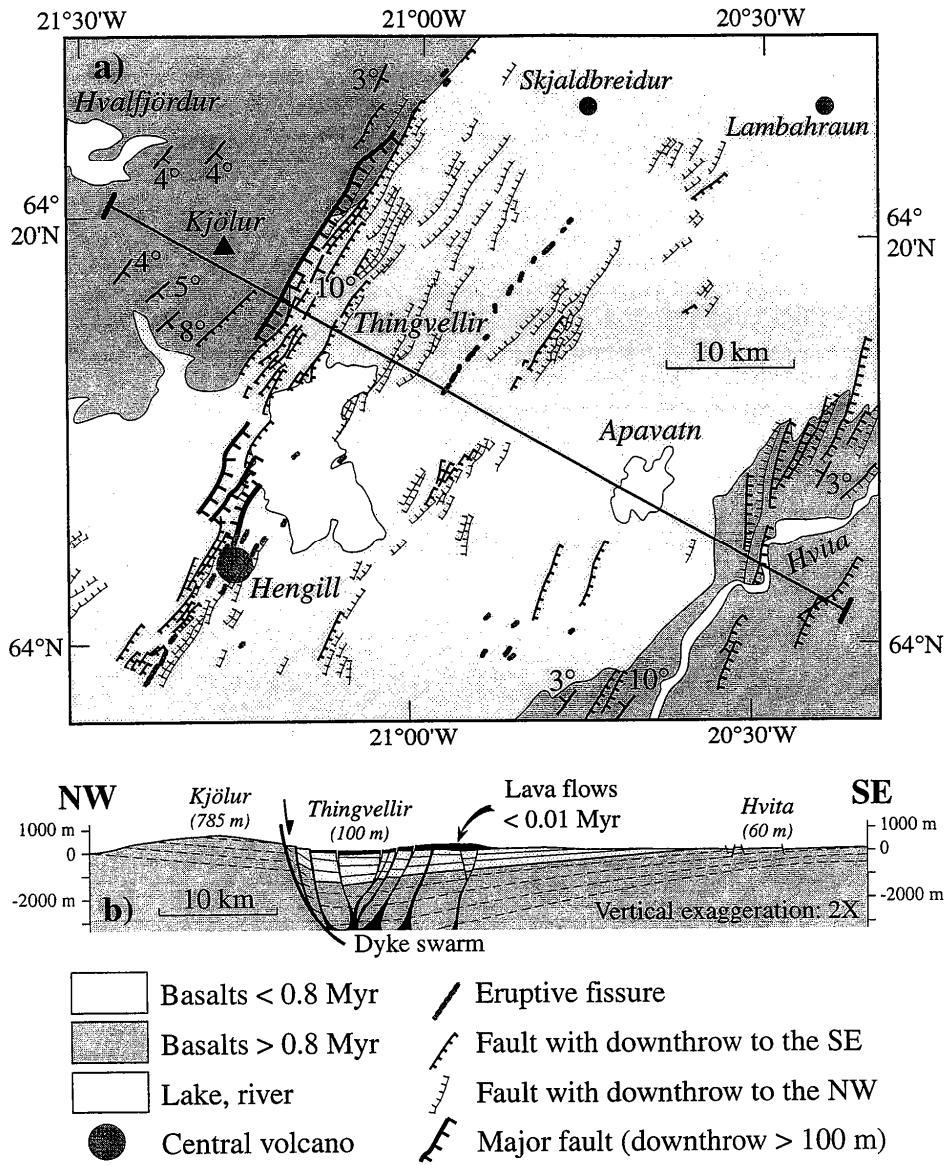 21°30'W 21°00'W 20°30'W
a)
3°
Skjaldbreidur
Hvalfjördur
Lambahraun
4° 4°
64°
20'N
64°
20'N
Kjölur
4°
5°
10°
8°
Thingvellir
10 km
Apavatn
3°
Hvita
Hengill
64°N
64°N
3° 10°
21°00'W 20°30'W
NW
Kjölur
(785 m)
Thingvellir
(100 m)
Lava flows
< 0.01 Myr
Hvita
(60 m)
SE
1000 m
0
-2000 m
1000 m
0
-2000 m
b)
10 km
Vertical exaggeration: 2X
Dyke swarm
Basalts < 0.8 Myr
Basalts > 0.8 Myr
Lake, river
Central volcano
Eruptive fissure
Fault with downthrow to the SE
Fault with downthrow to the NW
Major fault (downthrow > 100 m)